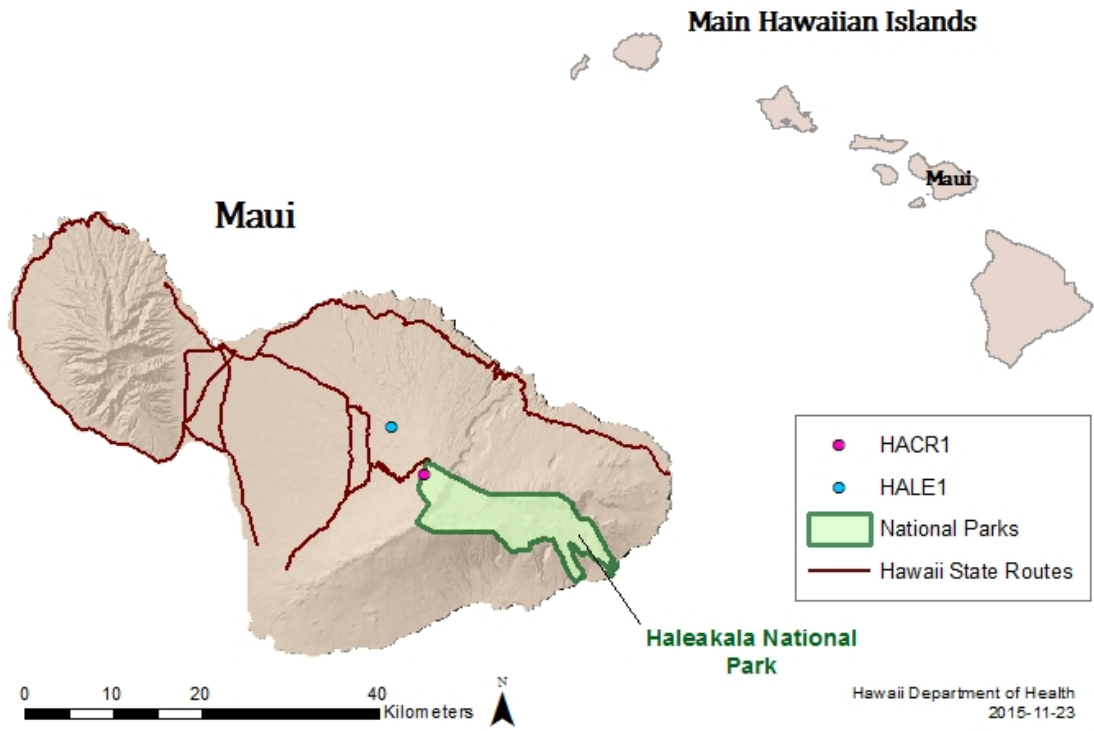 Main Hawaiian Islands
Maui
Maui
HACR1
HALE1
National Parks
Hawaii State Routes
Haleakala National
Park
0 10 20 40
Kilometers
N
Hawaii Department of Health
2015-11-23